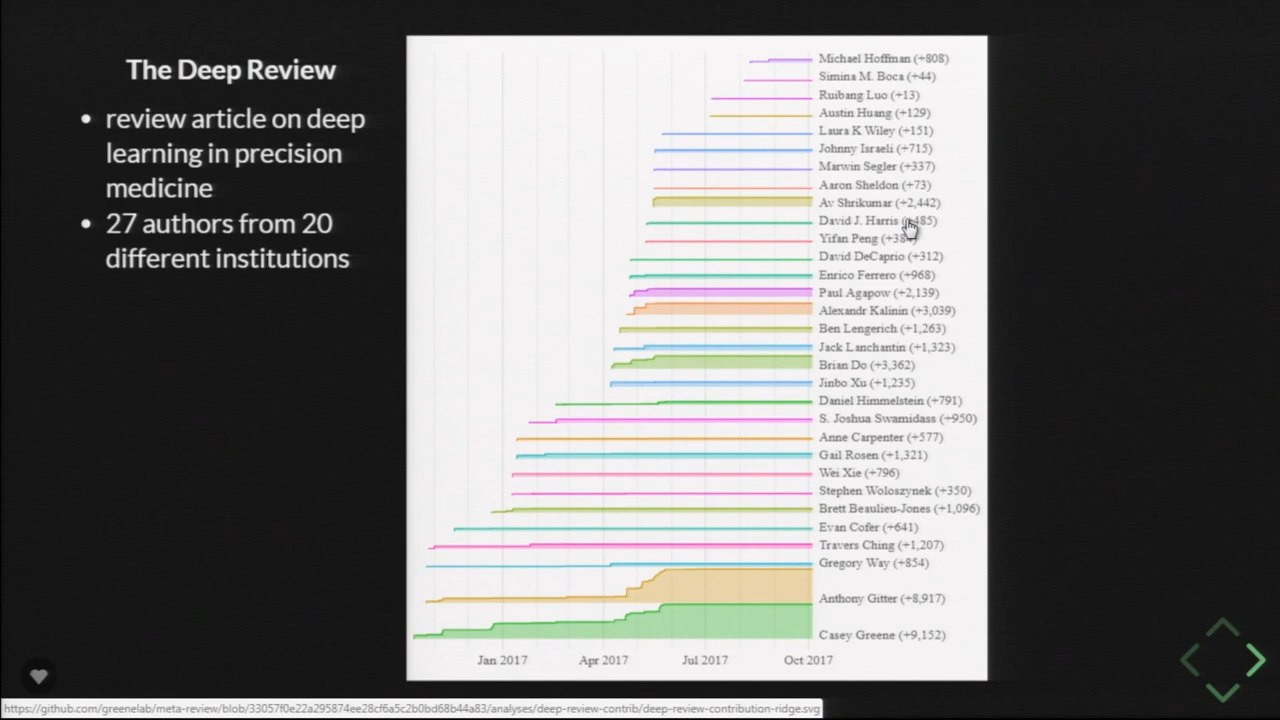 The Deep Review
• review article on deep
learning in precision
medicine
• 27 authors from 20
different institutions
Michael Hoffman (+808)
Simina M. Boca (+44)
Ruibang Luo (+13)
Austin Huang (+129)
Laura K Wiley (+151)
Johnny Israeli (+715)
Marwin Segler (+337)
Aaron Sheldon (+73)
Av Shrikumar (+2,442)
David J. Harris
Yifan Peng
David DeCaprio (+312)
Enrico Ferrero (+968)
Paul Agapow (+2,139)
Alexandr Kalinin (+3,039)
Ben Lengerich (+1,263)
Jack Lanchantin (+1,323)
Brian Do (+3,362)
Jinbo Xu (+1,235)
Daniel Himmelstein (+791)
S. Joshua Swamidass (+950)
Anne Carpenter (+577)
Gail Rosen (+1,321)
Wei Xie (+796)
Stephen Woloszynek (+350)
Brett Beaulieu-Jones (+1,096)
Evan Cofer (+641)
Travers Ching (+1,207)
Gregory Way (+854)
Anthony Gitter (+8,917)
Casey Greene (+9,152)
Jan 2017 Apr 2017 Jul 2017 Oct 2017
https://github.com/greenelab/meta-review/blob/33057f0e22a295874ee28cf6a5c2b0bd68b44a83/analyses/deep-review-contrib/deep-review-contribution-ridge.svg